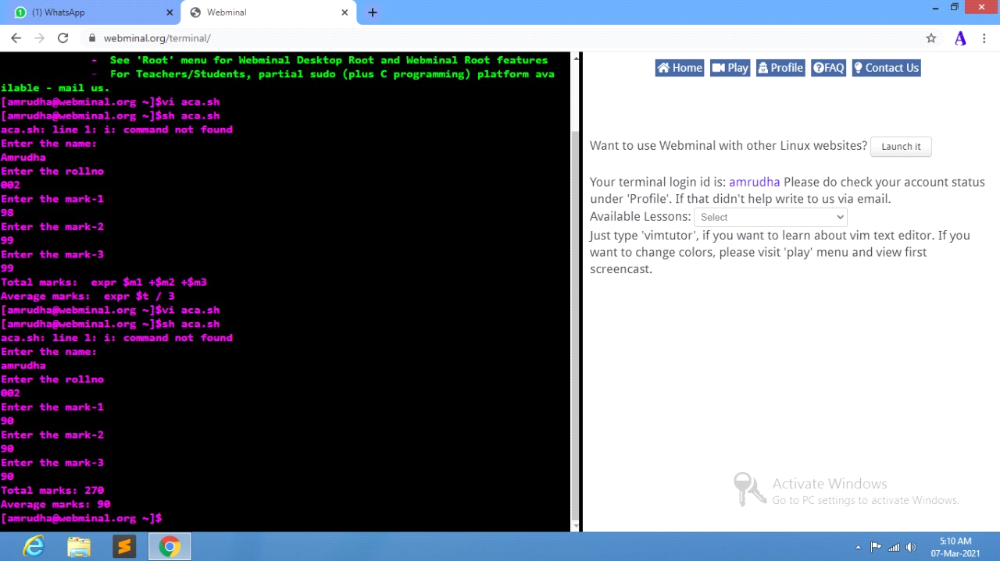 (1) WhatsApp
Webminal
webminal.org/terminal/
- See 'Root' menu for Webminal Desktop Root and Webminal Root features
- For Teachers/Students, partial sudo (plus C programming) platform ava
ilable - mail us.
[amrudha@webminal.org ~]$vi aca.sh
[amrudha@webminal.org ~]$sh aca.sh
aca.sh: line 1: i: command not found
Enter the name:
Amrudha
Enter the rollno
002
Enter the mark-1
98
Enter the mark-2
99
Enter the mark-3
99
Total marks:  expr $m1 +$m2 +$m3
Average marks:  expr $t / 3
[amrudha@webminal.org ~]$vi aca.sh
[amrudha@webminal.org ~]$sh aca.sh
aca.sh: line 1: i: command not found
Enter the name:
amrudha
Enter the rollno
002
Enter the mark-1
90
Enter the mark-2
90
Enter the mark-3
90
Total marks: 270
Average marks: 90
[amrudha@webminal.org ~]$
Home Play Profile FAQ Contact Us
Want to use Webminal with other Linux websites? Launch it
Your terminal login id is: amrudha Please do check your account status
under 'Profile'. If that didn't help write to us via email.
Available Lessons: Select
Just type 'vimtutor', if you want to learn about vim text editor. If you
want to change colors, please visit 'play' menu and view first
screencast.
Activate Windows
Go to PC settings to activate Windows.
5:10 AM
07-Mar-2021